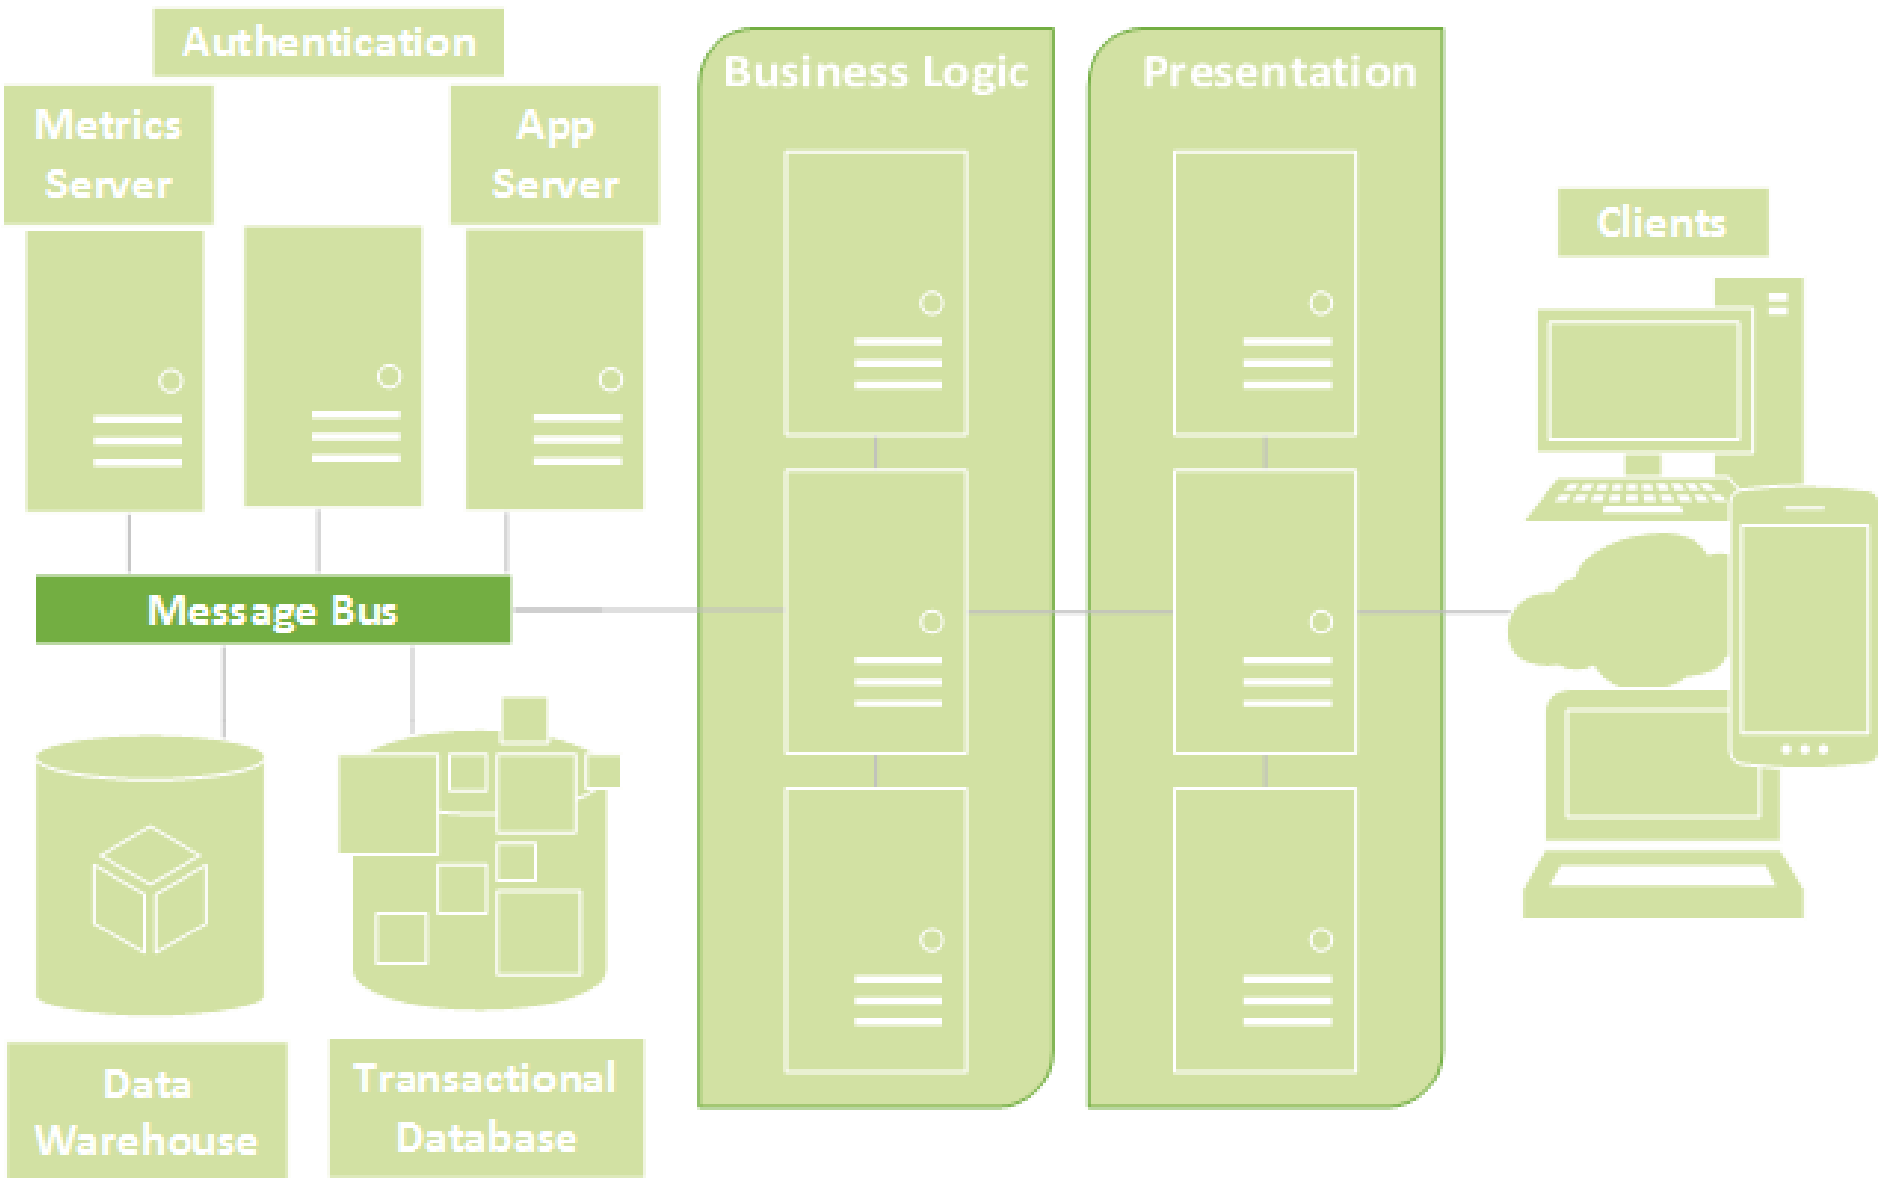 Authentication
Metrics
Server
App
Server
Business Logic
Presentation
Clients
Message Bus
Data
Warehouse
Transactional
Database